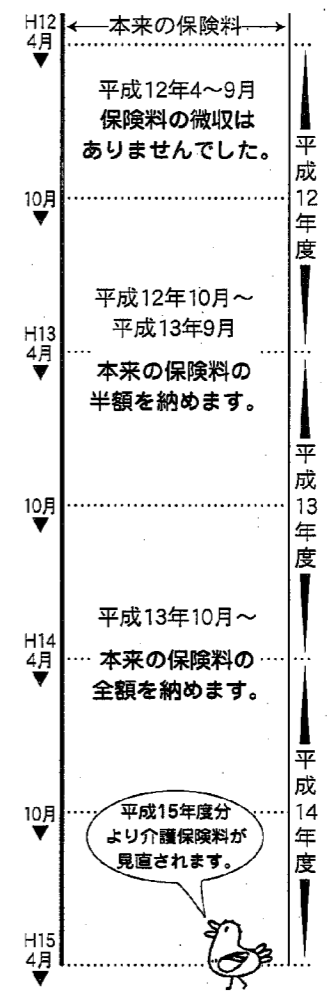 H12
4月
▼
本来の保険料
平成12年4～9月
保険料の徴収は
ありませんでした。
平成12年度
10月
▼
平成12年10月～
平成13年9月
H13
4月
▼
本来の保険料の
半額を納めます。
平成13年度
10月
▼
平成13年10月～
H14
4月
▼
本来の保険料の
全額を納めます。
平成14年度
10月
▼
平成15年度分
より介護保険料が
見直されます。
H15
4月
▼